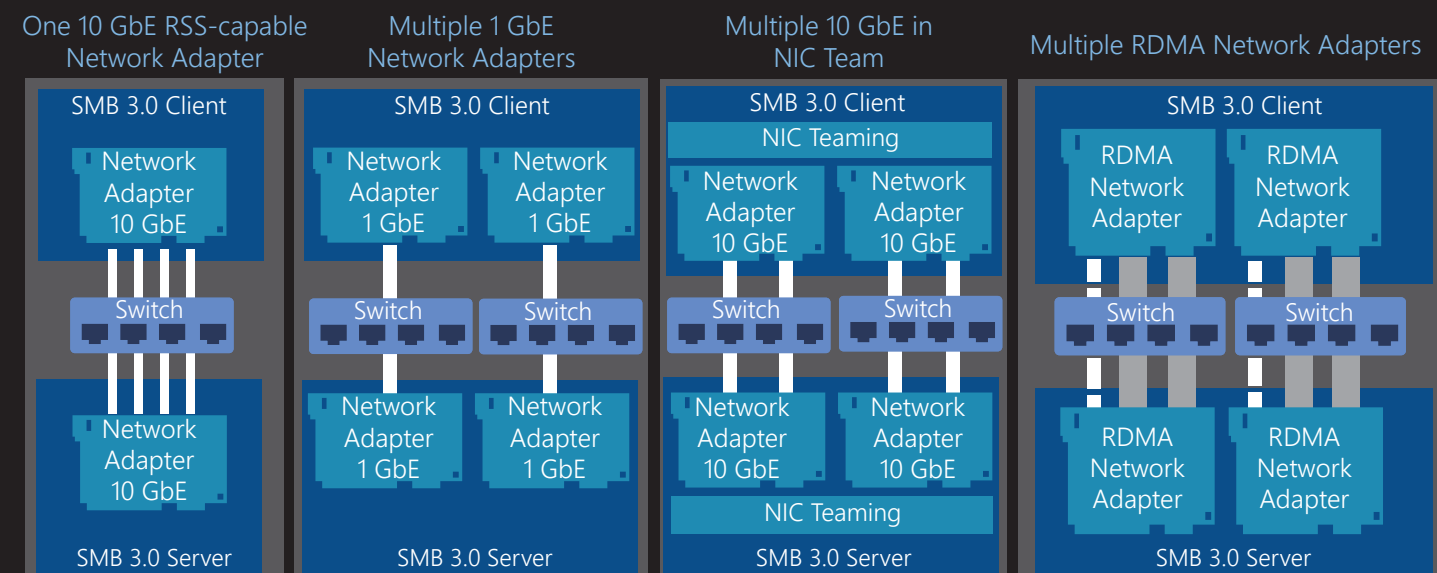 One 10 GbE RSS-capable
Network Adapter
SMB 3.0 Client
Network
Adapter
10 GbE
Switch
Network
Adapter
10 GbE
SMB 3.0 Server
Multiple 1 GbE
Network Adapters
SMB 3.0 Client
Network
Adapter
1 GbE
Network
Adapter
1 GbE
Switch
Switch
Network
Adapter
1 GbE
Network
Adapter
1 GbE
SMB 3.0 Server
Multiple 10 GbE in
NIC Team
SMB 3.0 Client
NIC Teaming
Network
Adapter
10 GbE
Network
Adapter
10 GbE
Switch
Switch
Network
Adapter
10 GbE
Network
Adapter
10 GbE
NIC Teaming
SMB 3.0 Server
Multiple RDMA Network Adapters
SMB 3.0 Client
RDMA
Network
Adapter
RDMA
Network
Adapter
Switch
Switch
RDMA
Network
Adapter
RDMA
Network
Adapter
SMB 3.0 Server